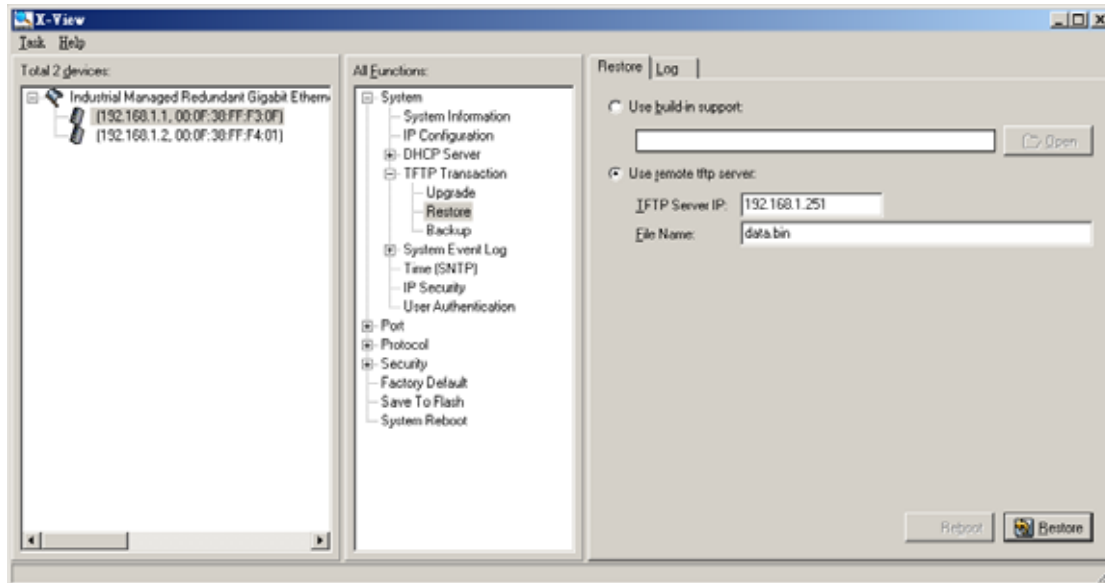 X-View
Task Help
Total 2 devices:
Industrial Managed Redundant Gigabit Ethern
(192.168.1.1, 00:0F:38:FF:F3:0F)
(192.168.1.2, 00:0F:38:FF:F4:01)
All Functions:
System
System Information
IP Configuration
DHCP Server
TFTP Transaction
Upgrade
Restore
Backup
System Event Log
Time (SNTP)
IP Security
User Authentication
Port
Protocol
Security
Factory Default
Save To Flash
System Reboot
Restore Log
Use build-in support:
Open
Use remote tftp server:
TFTP Server IP: 192.168.1.251
File Name: data.bin
Reboot Restore